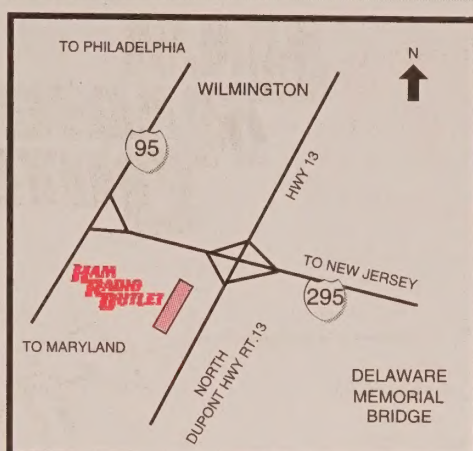 TO PHILADELPHIA
N
WILMINGTON
95
HWY 13
HAM
RADIO
OUTLET
TO NEW JERSEY
295
TO MARYLAND
NORTH
DUPONT HWY RT.13
DELAWARE
MEMORIAL
BRIDGE